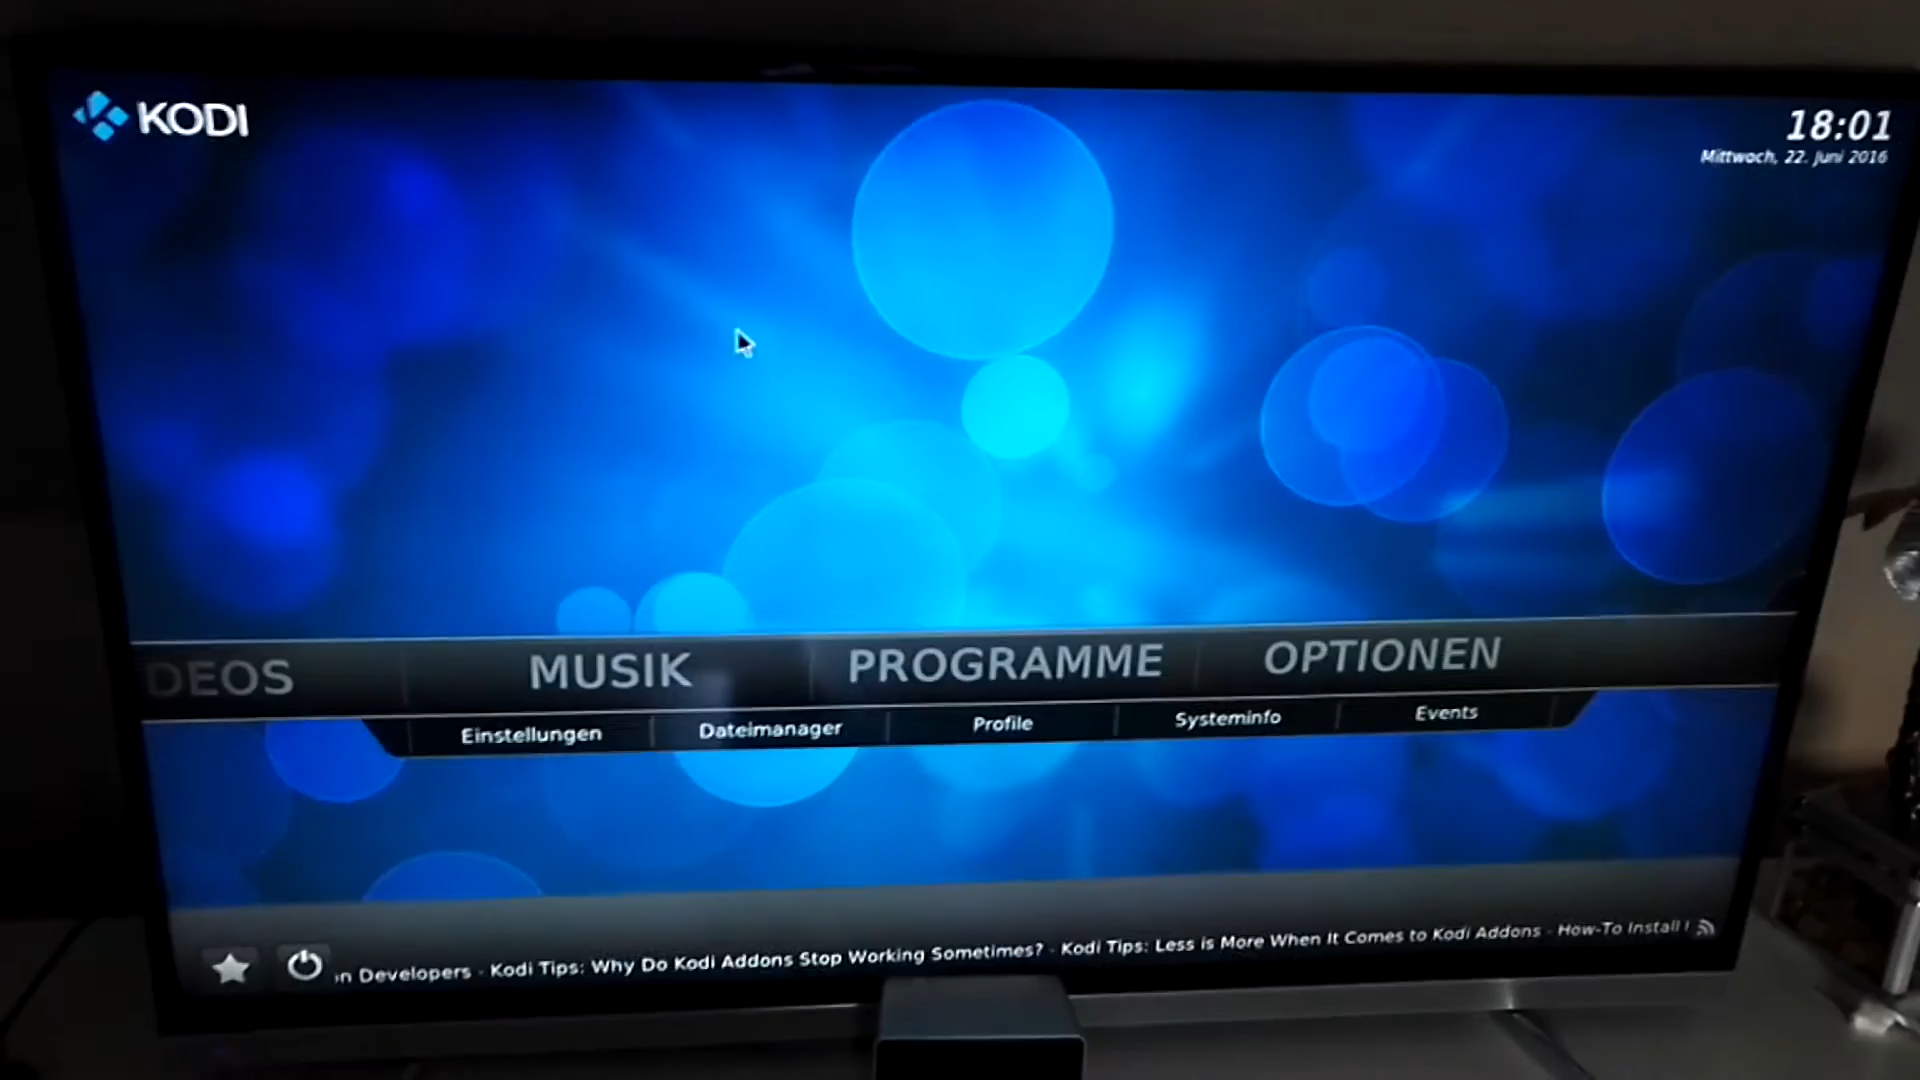 KODI
18:01
Mittwoch, 22. Juni 2016
DEOS MUSIK PROGRAMME OPTIONEN
Einstellungen Dateimanager Profile Systeminfo Events
in Developers - Kodi Tips: Why Do Kodi Addons Stop Working Sometimes? - Kodi Tips: Less is More When It Comes to Kodi Addons - How-To Install